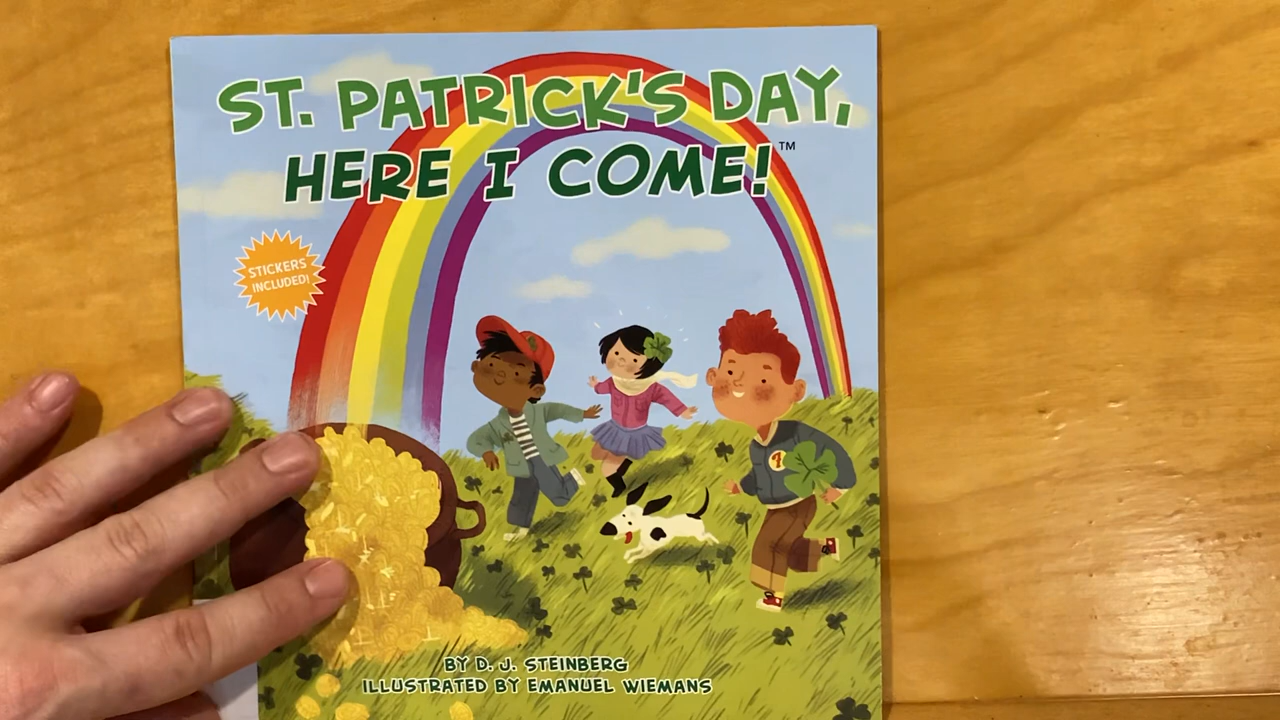 ST. PATRICK'S DAY,
HERE I COME!™
STICKERS
INCLUDED!
BY D. J. STEINBERG
ILLUSTRATED BY EMANUEL WIEMANS